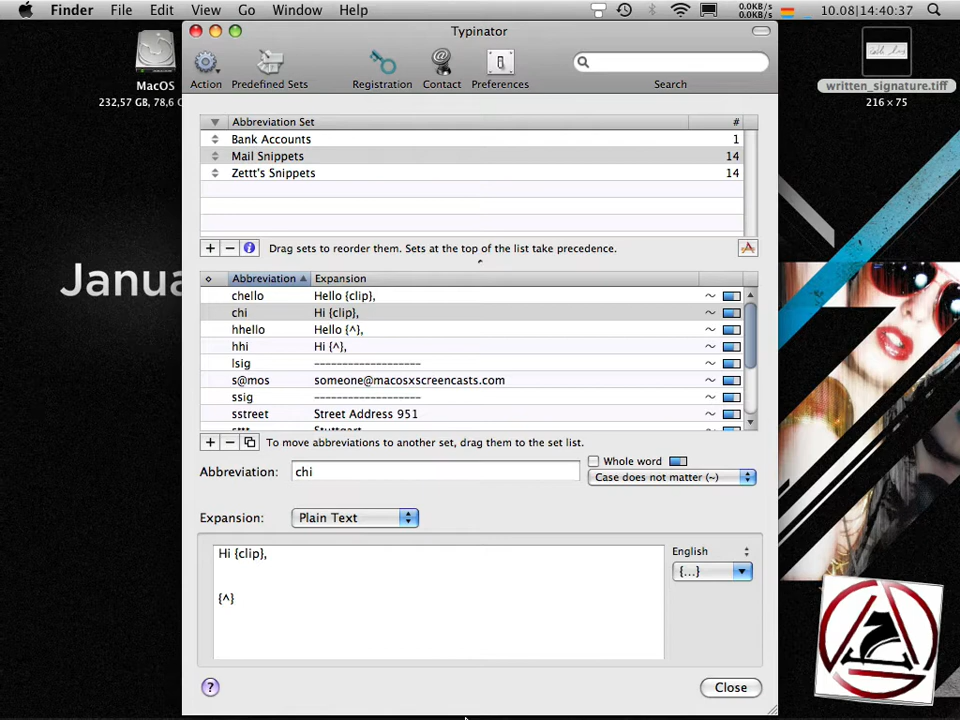 Finder File Edit View Go Window Help 0.0KB/s 0.0KB/s 10.08|14:40:37
Typinator
Action Predefined Sets Registration Contact Preferences Search
MacOS
232,57 GB, 78,6
written_signature.tiff
216 × 75
Abbreviation Set #
Bank Accounts 1
Mail Snippets 14
Zettt's Snippets 14
+ − i Drag sets to reorder them. Sets at the top of the list take precedence.
Janua
Abbreviation Expansion
chello Hello {clip}, ~
chi Hi {clip}, ~
hhello Hello {^}, ~
hhi Hi {^}, ~
lsig ------------------- ~
s@mos someone@macosxscreencasts.com ~
ssig ------------------- ~
sstreet Street Address 951 ~
+ − To move abbreviations to another set, drag them to the set list.
Abbreviation: chi Whole word
Case does not matter (~)
Expansion: Plain Text
Hi {clip},
{^}
English
{...}
? Close